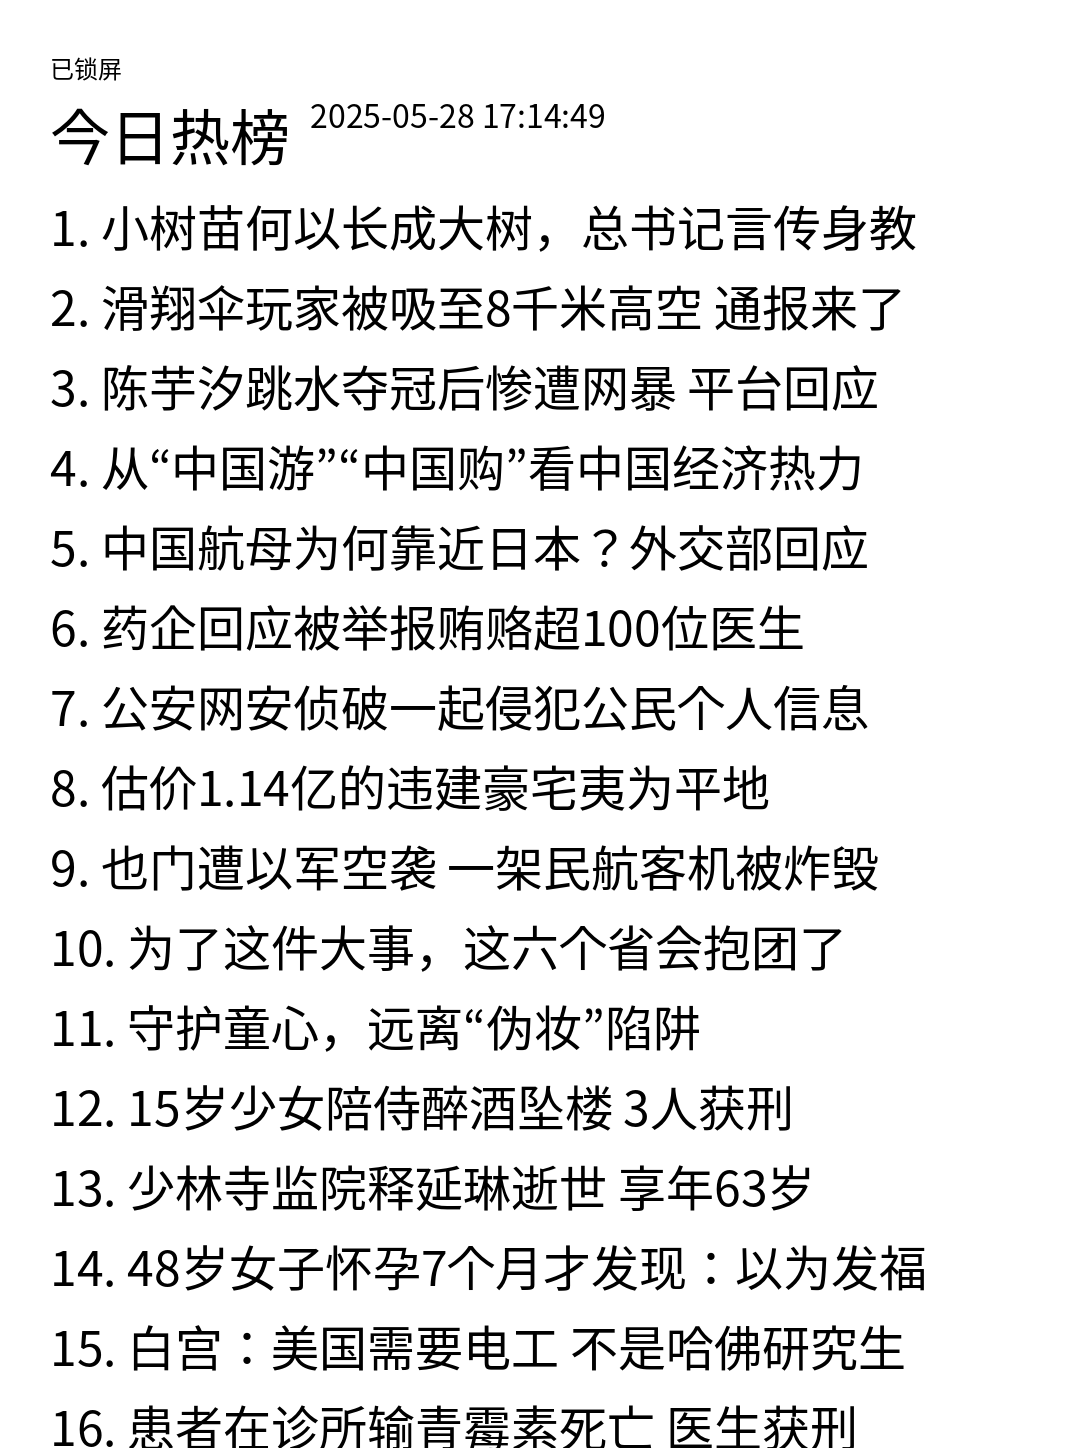 已锁屏
今日热榜 2025-05-28 17:14:49
1. 小树苗何以长成大树，总书记言传身教
2. 滑翔伞玩家被吸至8千米高空 通报来了
3. 陈芋汐跳水夺冠后惨遭网暴 平台回应
4. 从“中国游”“中国购”看中国经济热力
5. 中国航母为何靠近日本？外交部回应
6. 药企回应被举报贿赂超100位医生
7. 公安网安侦破一起侵犯公民个人信息
8. 估价1.14亿的违建豪宅夷为平地
9. 也门遭以军空袭 一架民航客机被炸毁
10. 为了这件大事，这六个省会抱团了
11. 守护童心，远离“伪妆”陷阱
12. 15岁少女陪侍醉酒坠楼 3人获刑
13. 少林寺监院释延琳逝世 享年63岁
14. 48岁女子怀孕7个月才发现：以为发福
15. 白宫：美国需要电工 不是哈佛研究生
16. 患者在诊所输青霉素死亡 医生获刑